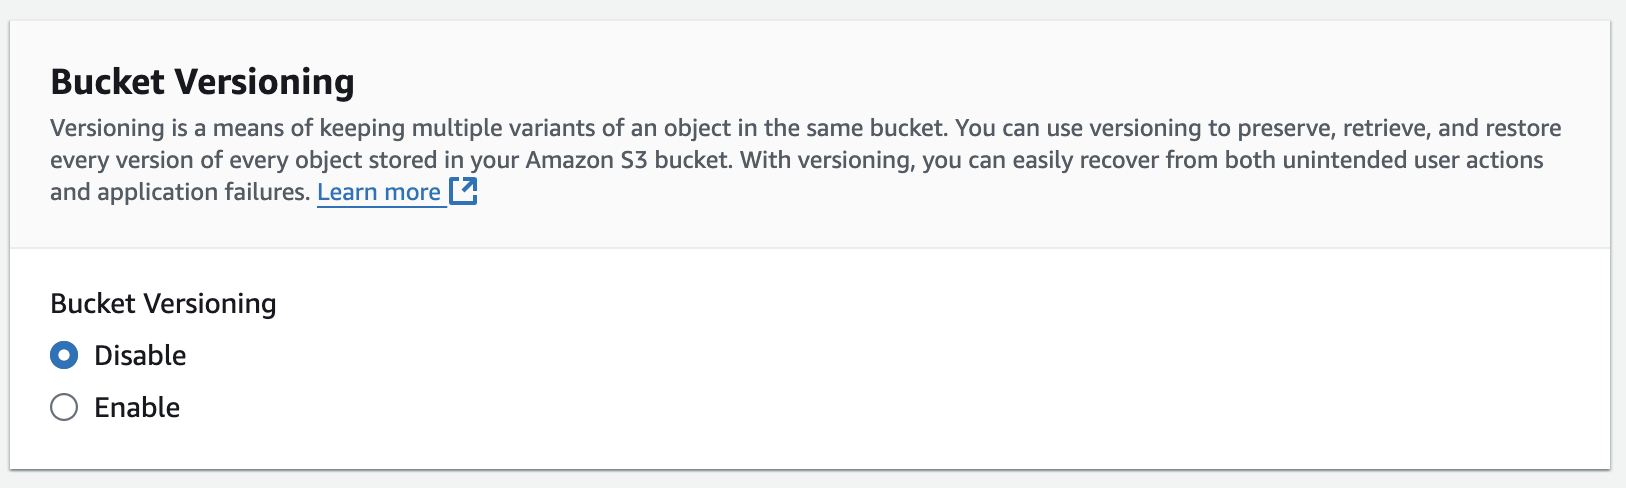 Bucket Versioning
Versioning is a means of keeping multiple variants of an object in the same bucket. You can use versioning to preserve, retrieve, and restore
every version of every object stored in your Amazon S3 bucket. With versioning, you can easily recover from both unintended user actions
and application failures. Learn more
Bucket Versioning
Disable
Enable